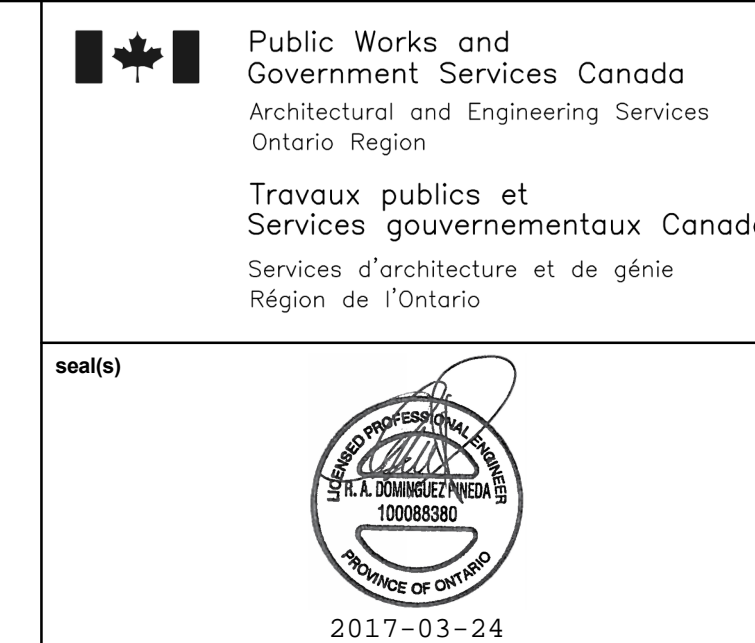 Public Works and
Government Services Canada
Architectural and Engineering Services
Ontario Region
Travaux publics et
Services gouvernementaux Canada
Services d'architecture et de génie
Région de l'Ontario
seal(s)
LICENSED PROFESSIONAL ENGINEER
R. A. DOMINGUEZ PINEDA
100088380
PROVINCE OF ONTARIO
2017-03-24